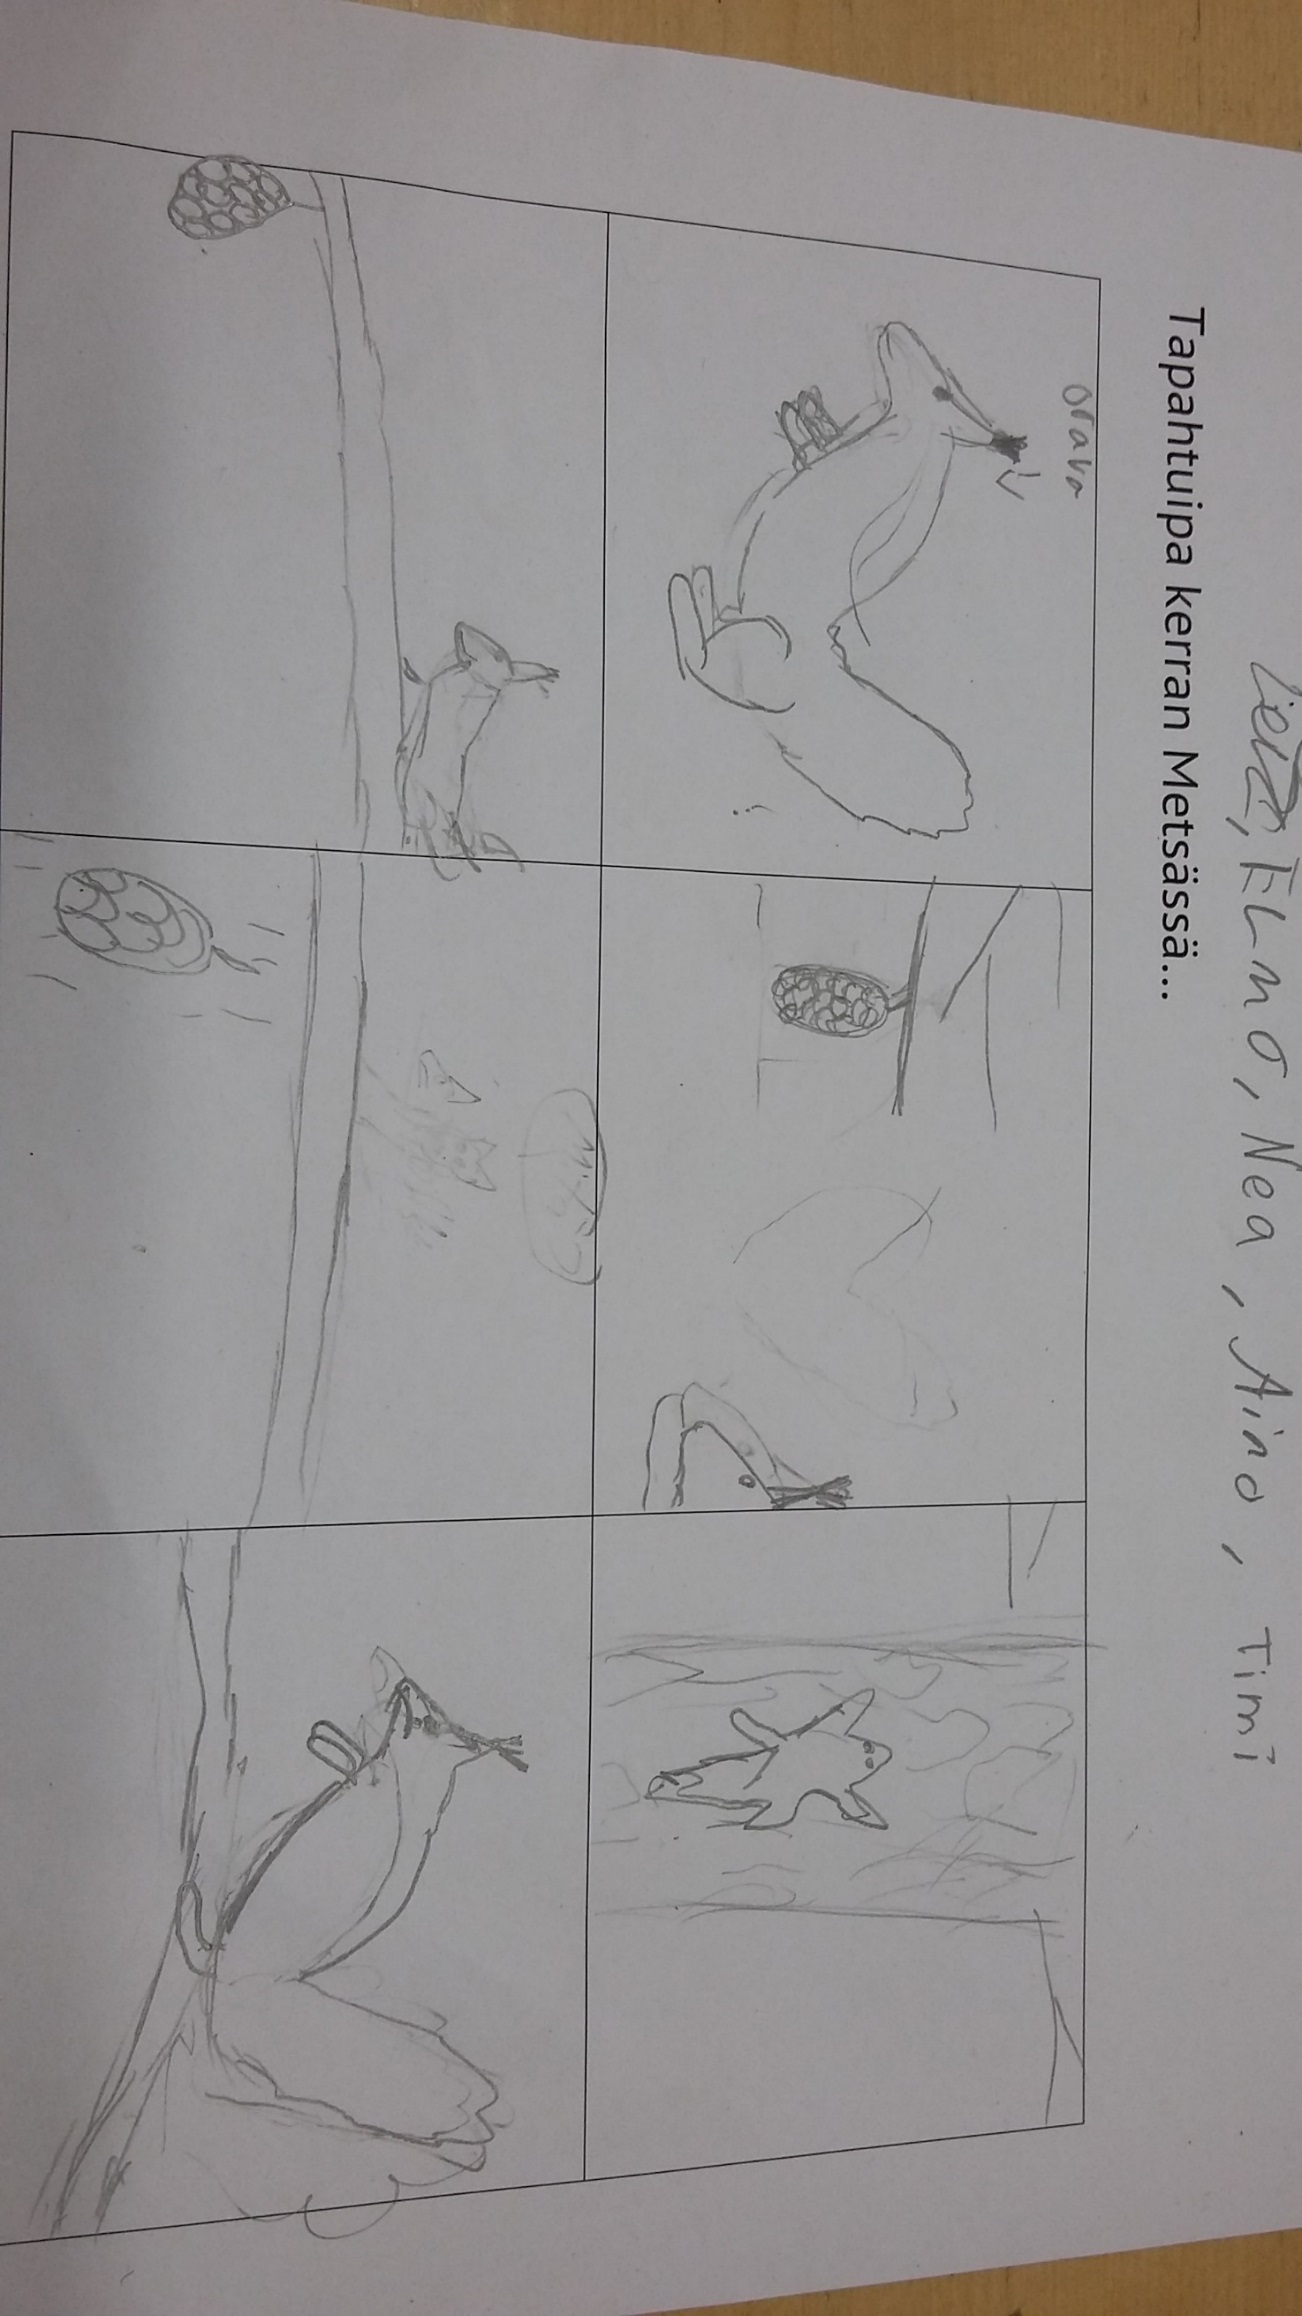 Elmo, Nea, Aino, Timi
Tapahtuipa kerran Metsässä...
orava